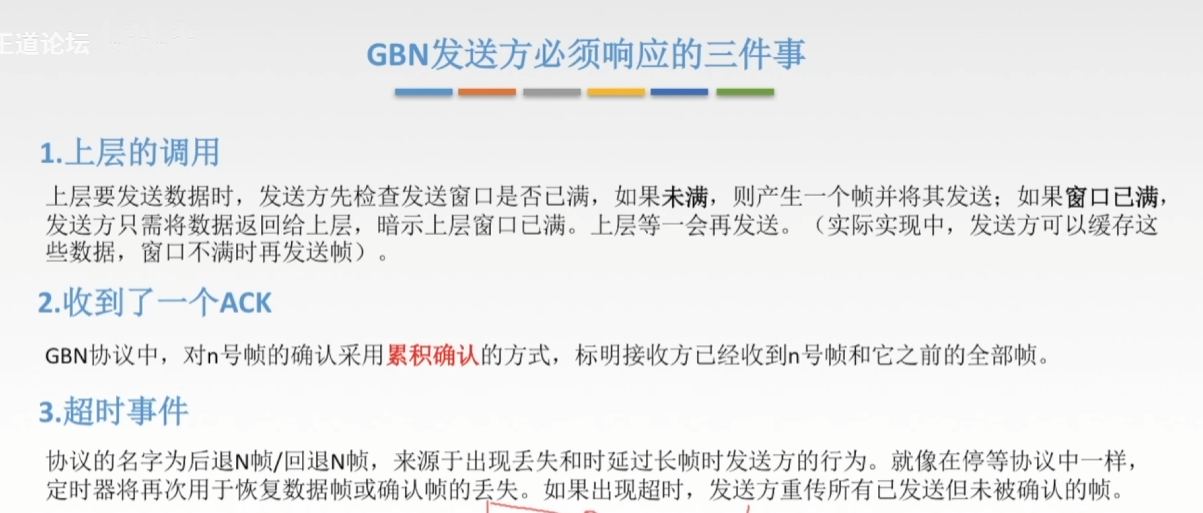 王道论坛
GBN发送方必须响应的三件事
1.上层的调用
上层要发送数据时，发送方先检查发送窗口是否已满，如果未满，则产生一个帧并将其发送；如果窗口已满，
发送方只需将数据返回给上层，暗示上层窗口已满。上层等一会再发送。（实际实现中，发送方可以缓存这
些数据，窗口不满时再发送帧）。
2.收到了一个ACK
GBN协议中，对n号帧的确认采用累积确认的方式，标明接收方已经收到n号帧和它之前的全部帧。
3.超时事件
协议的名字为后退N帧/回退N帧，来源于出现丢失和时延过长帧时发送方的行为。就像在停等协议中一样，
定时器将再次用于恢复数据帧或确认帧的丢失。如果出现超时，发送方重传所有已发送但未被确认的帧。